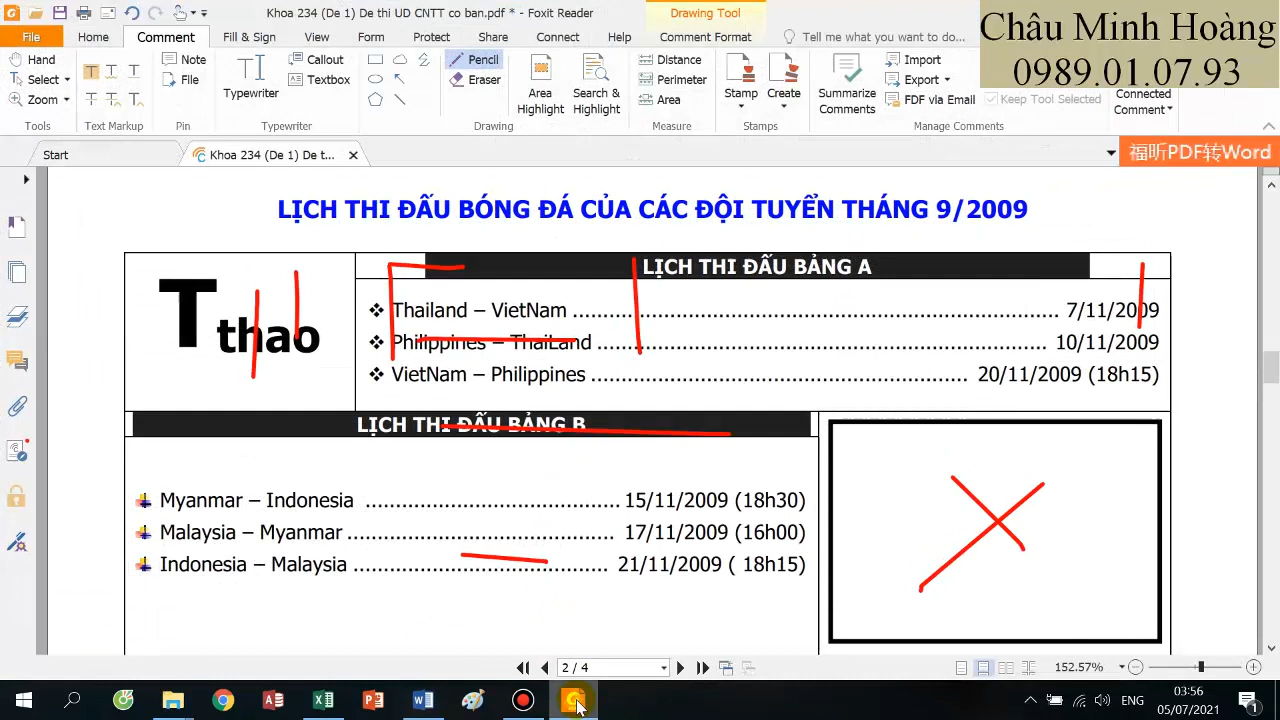 Khoa 234 (De 1) De thi UD CNTT co ban.pdf * - Foxit Reader
Drawing Tool
Châu Minh Hoàng
0989.01.07.93
File
Home
Comment
Fill & Sign
View
Form
Protect
Share
Connect
Help
Comment Format
Tell me what you want to do...
Hand
Select
Zoom
Tools
Text Markup
Note
File
Pin
Typewriter
Callout
Textbox
Typewriter
Pencil
Eraser
Area Highlight
Search & Highlight
Drawing
Distance
Perimeter
Area
Measure
Stamp
Create
Stamps
Summarize Comments
Import
Export
FDF via Email
Keep Tool Selected
Connected Comment
Manage Comments
Start
Khoa 234 (De 1) De t...
福昕PDF转Word
LỊCH THI ĐẤU BÓNG ĐÁ CỦA CÁC ĐỘI TUYỂN THÁNG 9/2009
Tthao
LỊCH THI ĐẤU BẢNG A
Thailand – VietNam ............ 7/11/2009
Philippines – ThaiLand ............ 10/11/2009
VietNam – Philippines ............ 20/11/2009 (18h15)
LỊCH THI ĐẤU BẢNG B
Myanmar – Indonesia ............ 15/11/2009 (18h30)
Malaysia – Myanmar ............ 17/11/2009 (16h00)
Indonesia – Malaysia ............ 21/11/2009 ( 18h15)
2 / 4
152.57%
ENG
03:56
05/07/2021